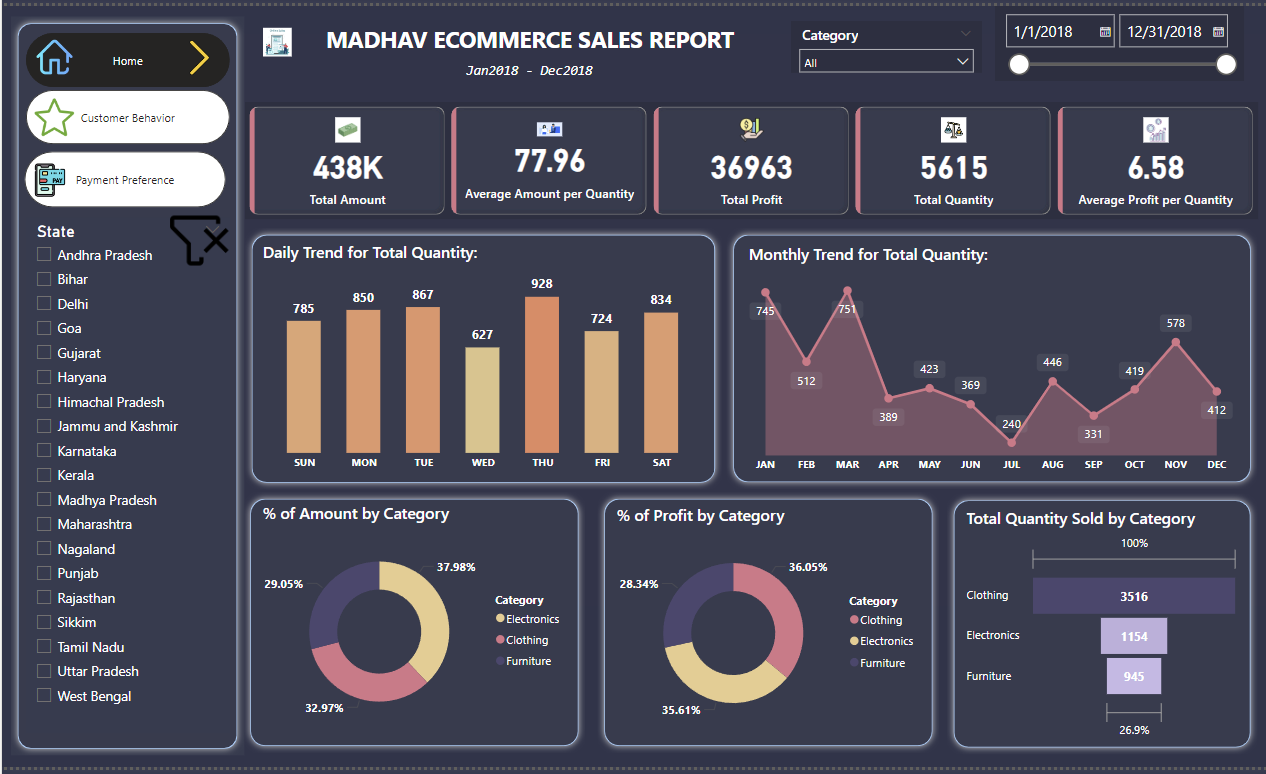 Home
Customer Behavior
Payment Preference
State
Andhra Pradesh
Bihar
Delhi
Goa
Gujarat
Haryana
Himachal Pradesh
Jammu and Kashmir
Karnataka
Kerala
Madhya Pradesh
Maharashtra
Nagaland
Punjab
Rajasthan
Sikkim
Tamil Nadu
Uttar Pradesh
West Bengal
MADHAV ECOMMERCE SALES REPORT
Jan2018 - Dec2018
Category
All
1/1/2018 12/31/2018
438K
Total Amount
77.96
Average Amount per Quantity
36963
Total Profit
5615
Total Quantity
6.58
Average Profit per Quantity
Daily Trend for Total Quantity:
785 850 867 627 928 724 834
SUN MON TUE WED THU FRI SAT
Monthly Trend for Total Quantity:
745 512 751 389 423 369 240 446 331 419 578 412
JAN FEB MAR APR MAY JUN JUL AUG SEP OCT NOV DEC
% of Amount by Category
37.98%
29.05%
32.97%
Category
Electronics
Clothing
Furniture
% of Profit by Category
36.05%
28.34%
35.61%
Category
Clothing
Electronics
Furniture
Total Quantity Sold by Category
100%
Clothing 3516
Electronics 1154
Furniture 945
26.9%